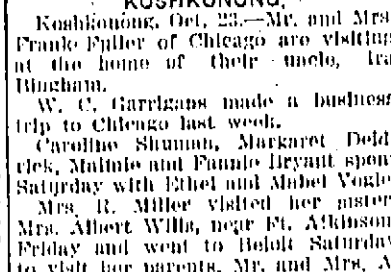 KOSHKONONG.
Koshkonong, Oct. 23.—Mr. and Mrs.
Frank Fuller of Chicago are visiting
at the home of their uncle, Ira
Bingham.
W. C. Garrigans made a business
trip to Chicago last week.
Caroline Shuman, Margaret Deid
rick, Malmie and Fannie Bryant spen
Saturday with Ethel and Mabel Vogle
Mrs. R. Miller visited her sister
Mrs. Albert Wills, near Ft. Atkinson
Friday and went to Beloit Saturday
to visit her parents, Mr. and Mrs. A